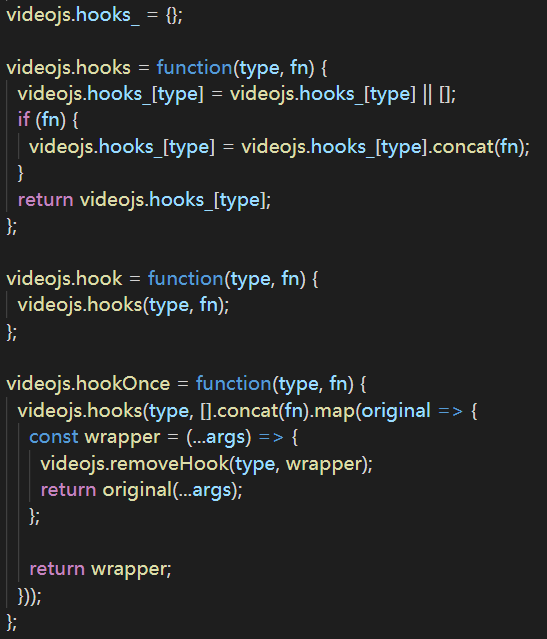 videojs.hooks_ = {};

videojs.hooks = function(type, fn) {
  videojs.hooks_[type] = videojs.hooks_[type] || [];
  if (fn) {
    videojs.hooks_[type] = videojs.hooks_[type].concat(fn);
  }
  return videojs.hooks_[type];
};

videojs.hook = function(type, fn) {
  videojs.hooks(type, fn);
};

videojs.hookOnce = function(type, fn) {
  videojs.hooks(type, [].concat(fn).map(original => {
    const wrapper = (...args) => {
      videojs.removeHook(type, wrapper);
      return original(...args);
    };

    return wrapper;
  }));
};